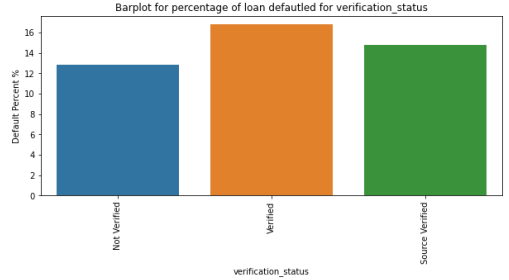 Barplot for percentage of loan defautled for verification_status
Default Percent %
16
14
12
10
8
6
4
2
0
Not Verified
Verified
Source Verified
verification_status